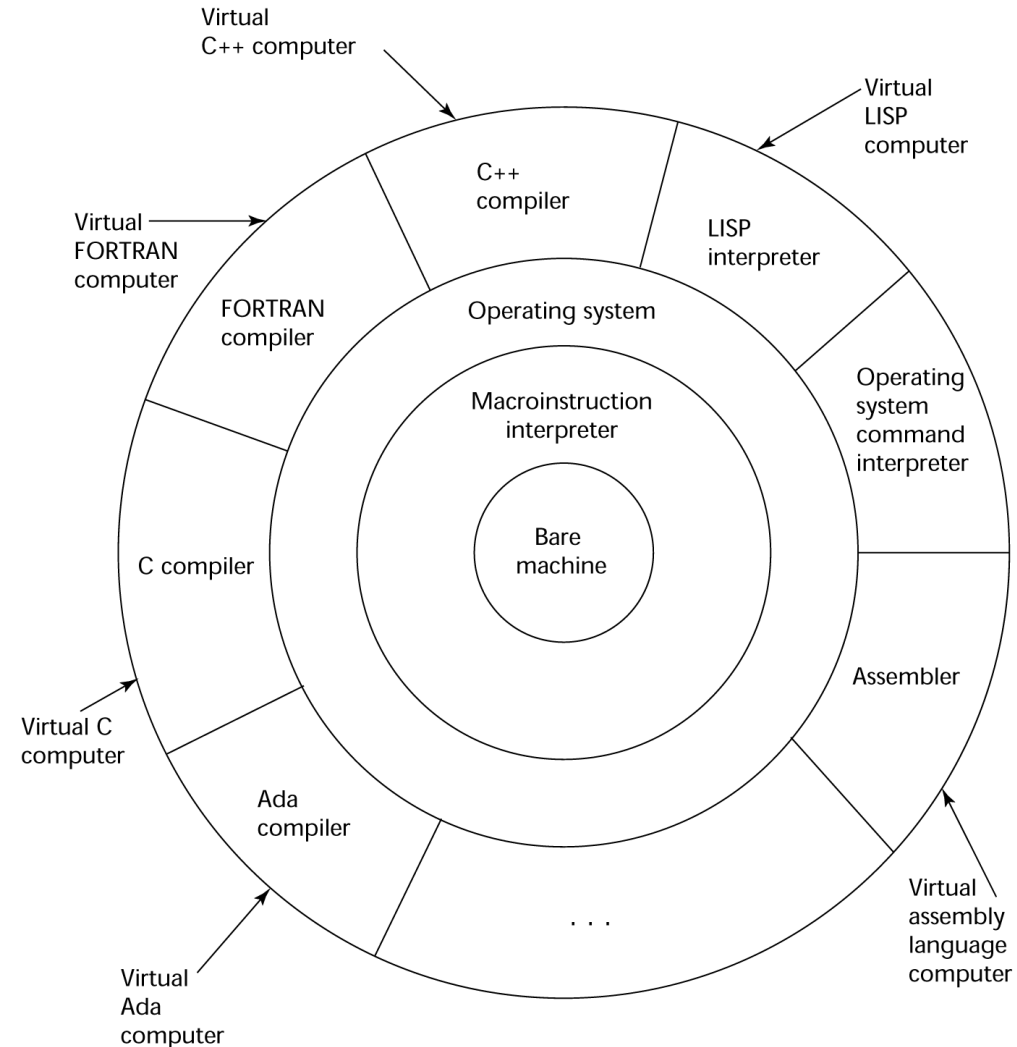 Virtual
C++ computer
Virtual
LISP
computer
C++
compiler
Virtual
FORTRAN
computer
LISP
interpreter
FORTRAN
compiler
Operating system
Operating
system
command
interpreter
Macroinstruction
interpreter
Bare
machine
C compiler
Assembler
Virtual C
computer
Ada
compiler
Virtual
assembly
language
computer
. . .
Virtual
Ada
computer